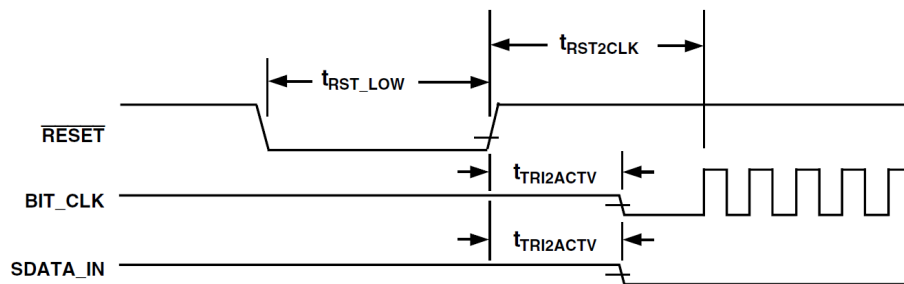 tRST2CLK
tRST_LOW
RESET
tTRI2ACTV
BIT_CLK
tTRI2ACTV
SDATA_IN